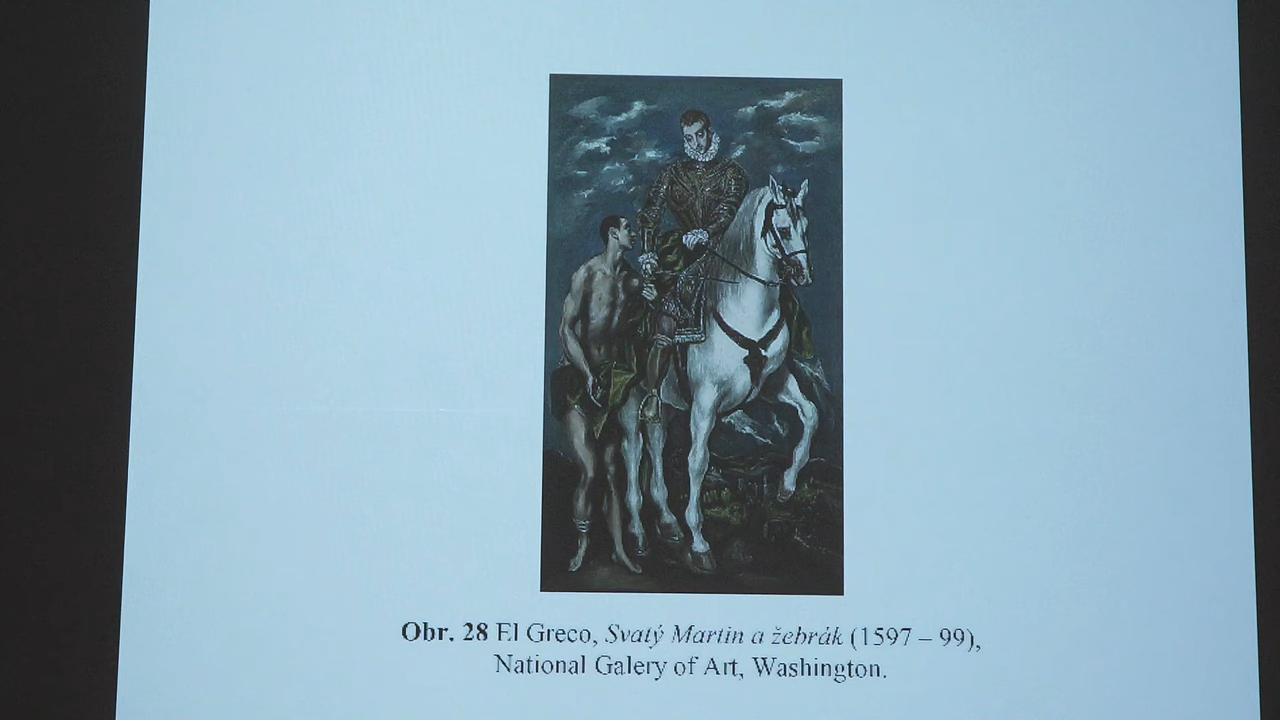 Obr. 28 El Greco, Svatý Martin a žebrák (1597 – 99),
National Galery of Art, Washington.